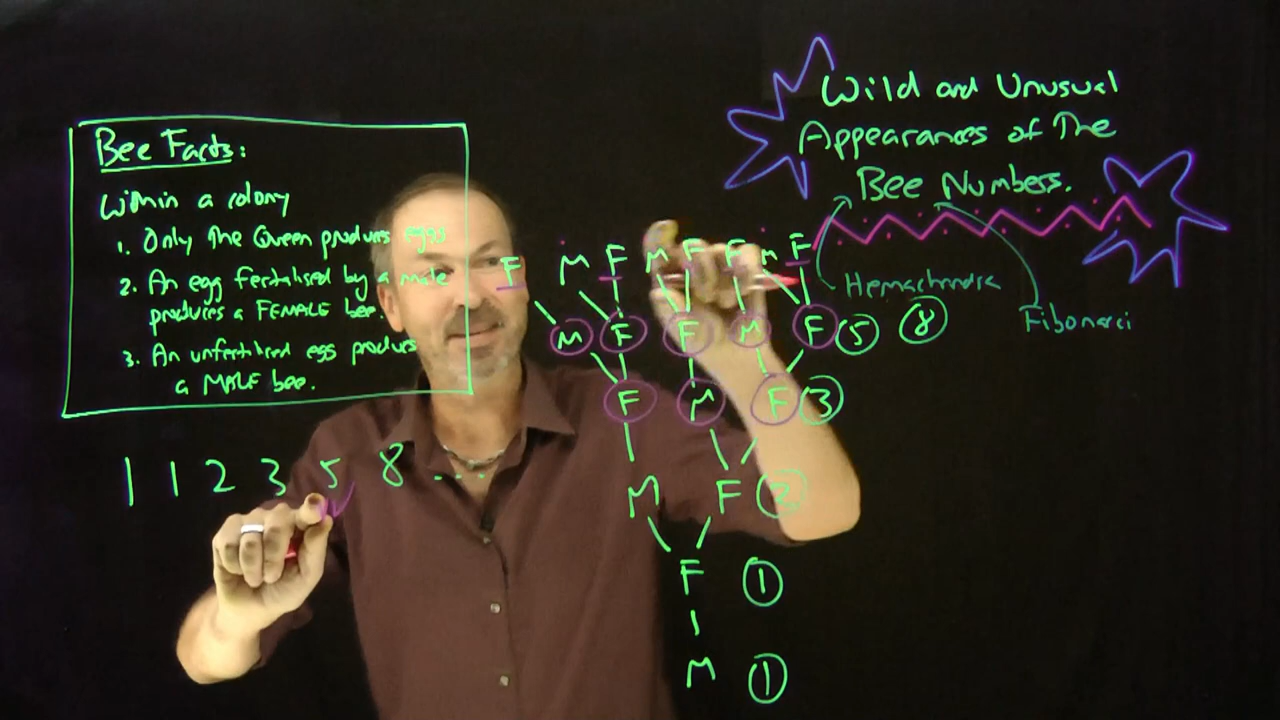 Wild and Unusual
Appearances of The
Bee Numbers.
Hemachandra
Fibonacci
Bee Facts:
Within a colony
1. Only The Queen produces eggs
2. An egg fertilised by a male
produces a FEMALE bee.
3. An unfertilised egg produces
a MALE bee.
F M F M F F M F
M F F M F 5 8
F M F 3
M F 2
F 1
M 1
1 1 2 3 5 8 ...